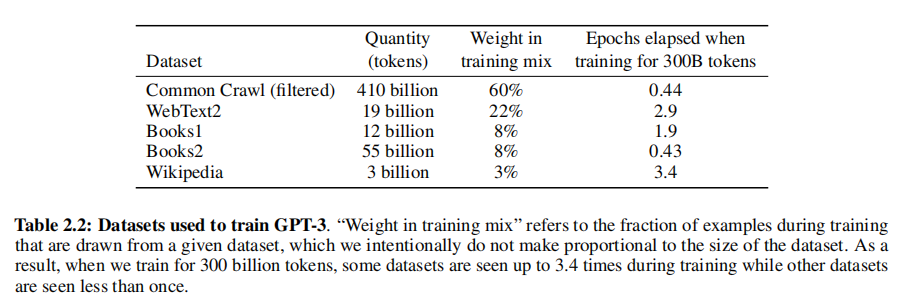 Quantity Weight in Epochs elapsed when
Dataset (tokens) training mix training for 300B tokens
Common Crawl (filtered) 410 billion 60% 0.44
WebText2 19 billion 22% 2.9
Books1 12 billion 8% 1.9
Books2 55 billion 8% 0.43
Wikipedia 3 billion 3% 3.4
Table 2.2: Datasets used to train GPT-3. “Weight in training mix” refers to the fraction of examples during training
that are drawn from a given dataset, which we intentionally do not make proportional to the size of the dataset. As a
result, when we train for 300 billion tokens, some datasets are seen up to 3.4 times during training while other datasets
are seen less than once.